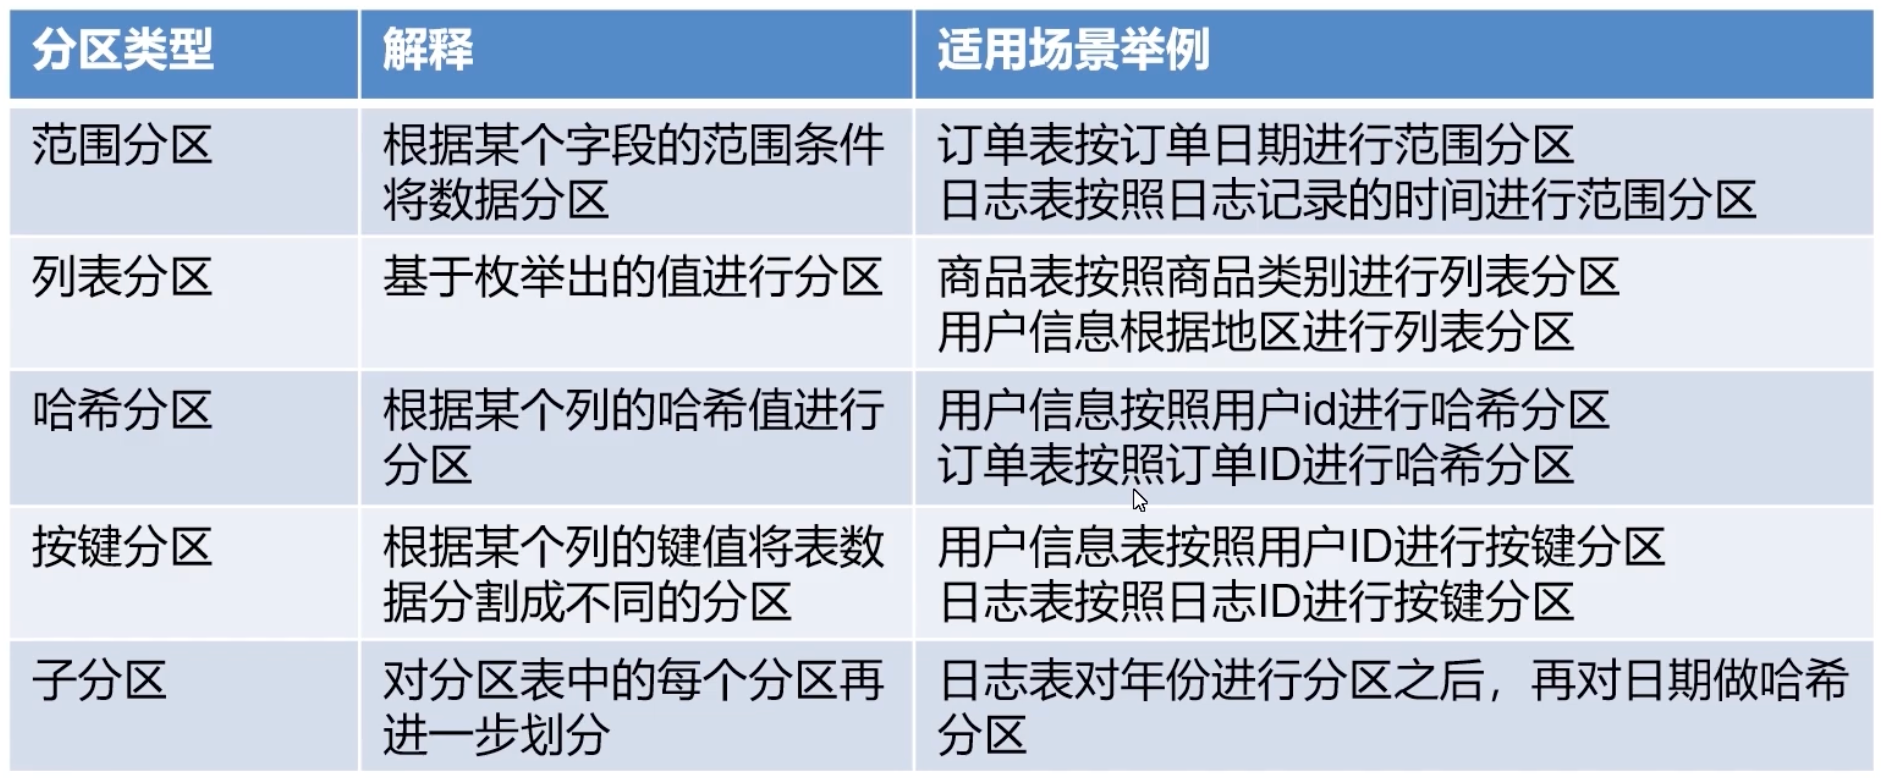 分区类型
解释
适用场景举例
范围分区
根据某个字段的范围条件
将数据分区
订单表按订单日期进行范围分区
日志表按照日志记录的时间进行范围分区
列表分区
基于枚举出的值进行分区
商品表按照商品类别进行列表分区
用户信息根据地区进行列表分区
哈希分区
根据某个列的哈希值进行
分区
用户信息按照用户id进行哈希分区
订单表按照订单ID进行哈希分区
按键分区
根据某个列的键值将表数
据分割成不同的分区
用户信息表按照用户ID进行按键分区
日志表按照日志ID进行按键分区
子分区
对分区表中的每个分区再
进一步划分
日志表对年份进行分区之后，再对日期做哈希
分区